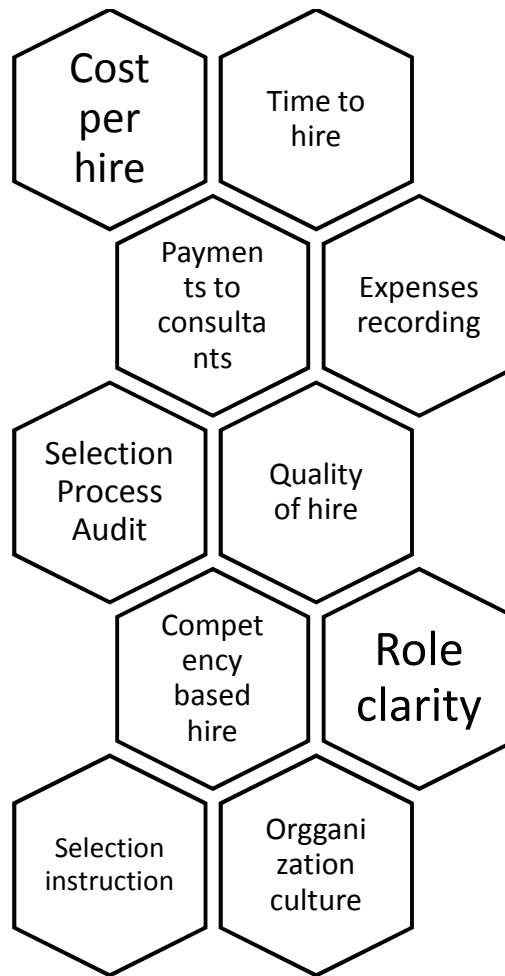 Cost
per
hire
Time to
hire
Paymen
ts to
consulta
nts
Expenses
recording
Selection
Process
Audit
Quality
of hire
Compet
ency
based
hire
Role
clarity
Selection
instruction
Orggani
zation
culture